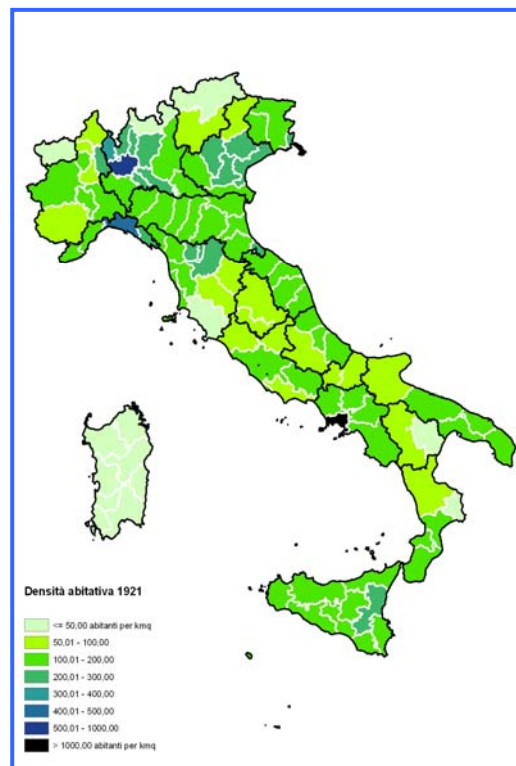 Densità abitativa 1921
<= 50,00 abitanti per kmq
50,01 - 100,00
100,01 - 200,00
200,01 - 300,00
300,01 - 400,00
400,01 - 500,00
500,01 - 1000,00
> 1000,00 abitanti per kmq